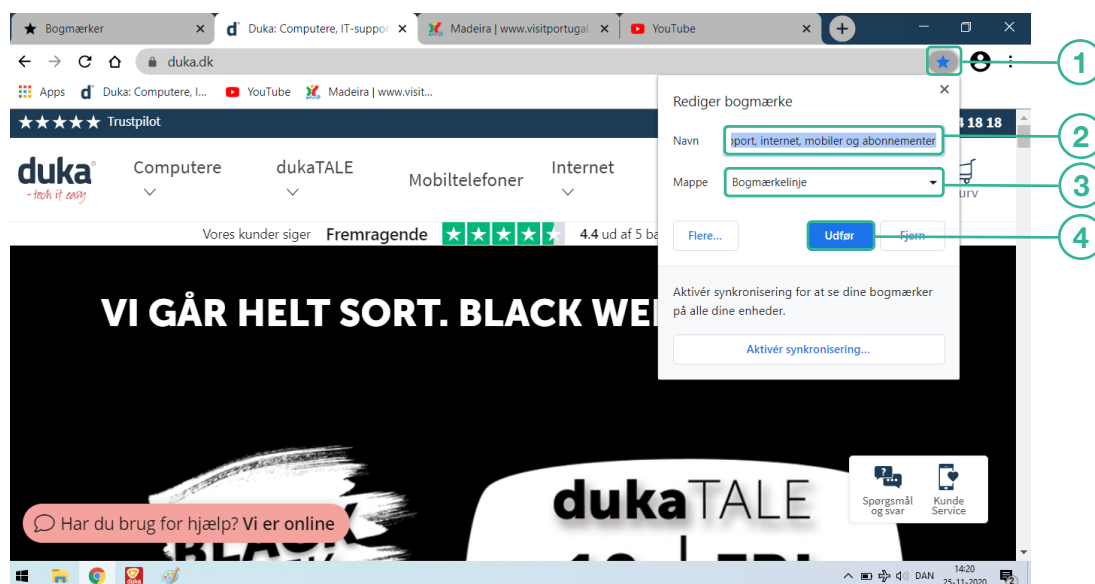 Bogmærker
Duka: Computere, IT-suppor
Madeira | www.visitportugal.
YouTube
duka.dk
1
Apps
Duka: Computere, I...
YouTube
Madeira | www.visit...
Rediger bogmærke
Trustpilot
18 18
Navn
port, internet, mobiler og abonnementer
2
duka
- tech it easy
Computere
dukaTALE
Mobiltelefoner
Internet
Mappe
Bogmærkelinje
3
urv
Vores kunder siger Fremragende
4.4 ud af 5 ba
Flere...
Udfør
Fjern
4
Aktivér synkronisering for at se dine bogmærker
på alle dine enheder.
Aktivér synkronisering...
VI GÅR HELT SORT. BLACK WE
dukaTALE
Spørgsmål
og svar
Kunde
Service
Har du brug for hjælp? Vi er online
BLACK
DAN
14:20
25-11-2020
2